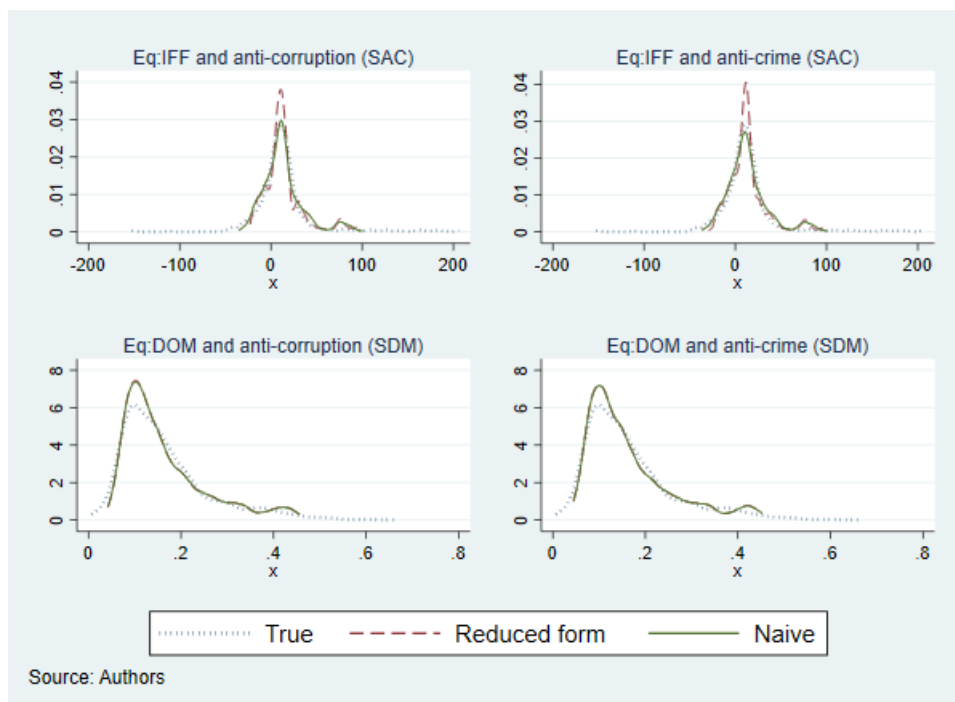 Eq:IFF and anti-corruption (SAC)
.04
.03
.02
.01
0
-200 -100 0 100 200
x
Eq:IFF and anti-crime (SAC)
.04
.03
.02
.01
0
-200 -100 0 100 200
x
Eq:DOM and anti-corruption (SDM)
8
6
4
2
0
0 .2 .4 .6 .8
x
Eq:DOM and anti-crime (SDM)
8
6
4
2
0
0 .2 .4 .6 .8
x
True Reduced form Naive
Source: Authors